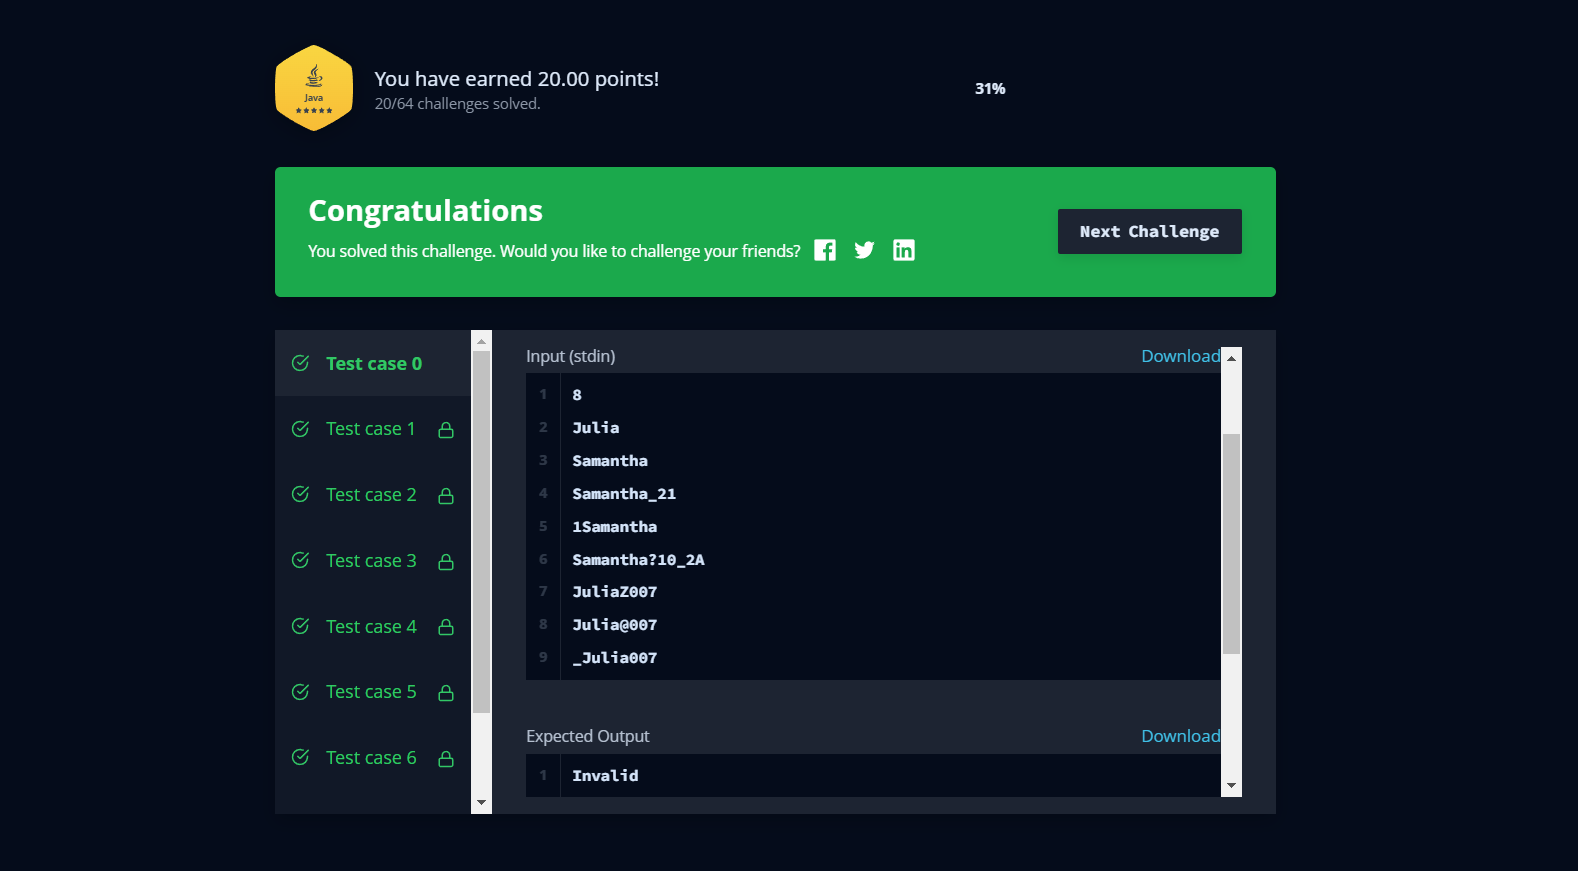 Java
You have earned 20.00 points!
20/64 challenges solved.
31%
Congratulations
You solved this challenge. Would you like to challenge your friends?
Next Challenge
Test case 0
Test case 1
Test case 2
Test case 3
Test case 4
Test case 5
Test case 6
Input (stdin)
Download
1 8
2 Julia
3 Samantha
4 Samantha_21
5 1Samantha
6 Samantha?10_2A
7 JuliaZ007
8 Julia@007
9 _Julia007
Expected Output
Download
1 Invalid